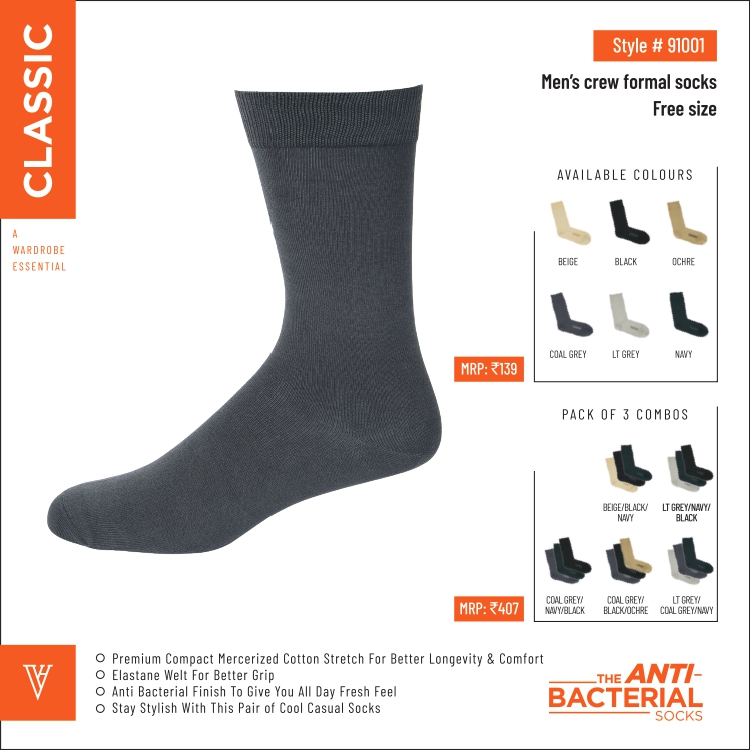 CLASSIC
A
WARDROBE
ESSENTIAL
Style # 91001
Men's crew formal socks
Free size
AVAILABLE COLOURS
BEIGE BLACK OCHRE
COAL GREY LT GREY NAVY
MRP: ₹139
PACK OF 3 COMBOS
BEIGE/BLACK/ LT GREY/NAVY/
NAVY BLACK
COAL GREY/ COAL GREY/ LT GREY/
NAVY/BLACK BLACK/OCHRE COAL GREY/NAVY
MRP: ₹407
Premium Compact Mercerized Cotton Stretch For Better Longevity & Comfort
Elastane Welt For Better Grip
Anti Bacterial Finish To Give You All Day Fresh Feel
Stay Stylish With This Pair of Cool Casual Socks
THE ANTI-
BACTERIAL
SOCKS